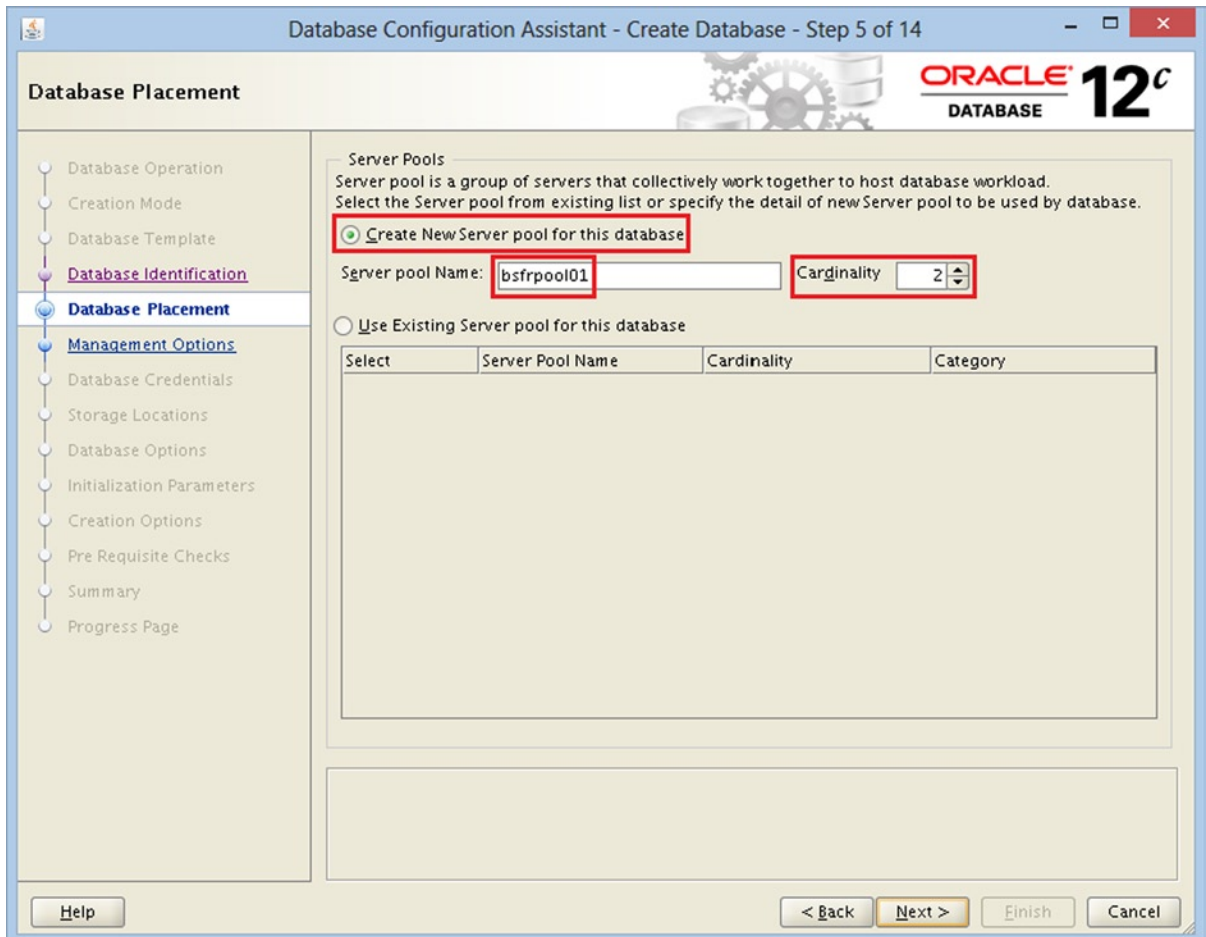 Database Configuration Assistant - Create Database - Step 5 of 14
Database Placement
ORACLE
DATABASE
12c
Database Operation
Creation Mode
Database Template
Database Identification
Database Placement
Management Options
Database Credentials
Storage Locations
Database Options
Initialization Parameters
Creation Options
Pre Requisite Checks
Summary
Progress Page
Server Pools
Server pool is a group of servers that collectively work together to host database workload.
Select the Server pool from existing list or specify the detail of new Server pool to be used by database.
Create New Server pool for this database
Server pool Name: bsfrpool01 Cardinality 2
Use Existing Server pool for this database
Select Server Pool Name Cardinality Category
Help < Back Next > Finish Cancel